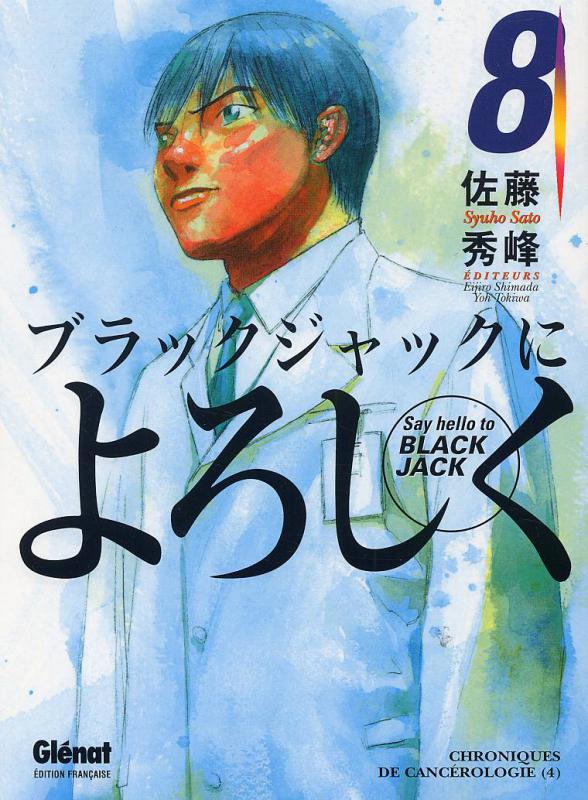 8
佐藤
Syuho Sato
秀峰
ÉDITEURS
Eijiro Shimada
Yoh Tokiwa
ブラックジャックに
よろしく
Say hello to
BLACK
JACK
Glénat
ÉDITION FRANÇAISE
CHRONIQUES
DE CANCÉROLOGIE (4)